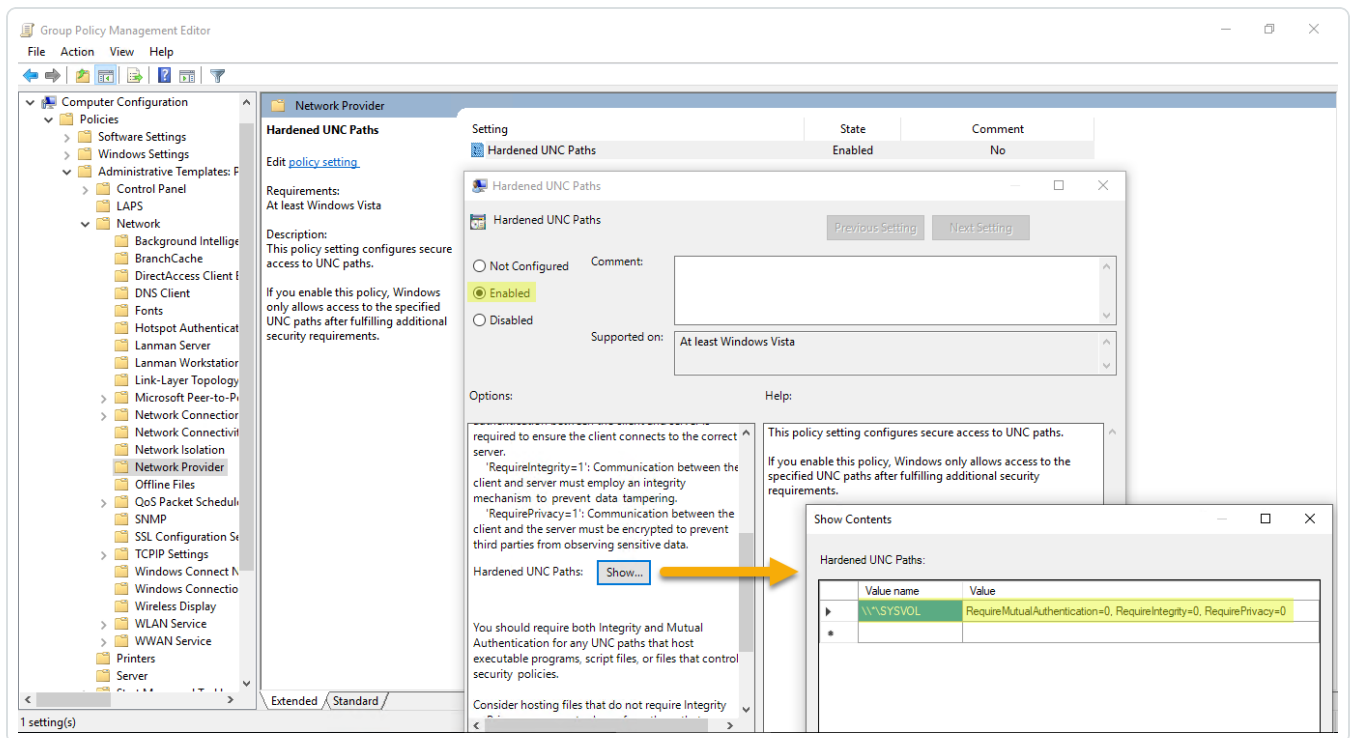 Group Policy Management Editor
File Action View Help
Computer Configuration
Policies
Software Settings
Windows Settings
Administrative Templates: P
Control Panel
LAPS
Network
Background Intellige
BranchCache
DirectAccess Client E
DNS Client
Fonts
Hotspot Authenticat
Lanman Server
Lanman Workstation
Link-Layer Topology
Microsoft Peer-to-Pe
Network Connection
Network Connectivit
Network Isolation
Network Provider
Offline Files
QoS Packet Schedule
SNMP
SSL Configuration Se
TCPIP Settings
Windows Connect N
Windows Connectio
Wireless Display
WLAN Service
WWAN Service
Printers
Server
1 setting(s)
Network Provider
Hardened UNC Paths
Edit policy setting
Requirements:
At least Windows Vista
Description:
This policy setting configures secure
access to UNC paths.
If you enable this policy, Windows
only allows access to the specified
UNC paths after fulfilling additional
security requirements.
Extended Standard
Setting State Comment
Hardened UNC Paths Enabled No
Hardened UNC Paths
Hardened UNC Paths
Previous Setting Next Setting
Not Configured Comment:
Enabled
Disabled
Supported on: At least Windows Vista
Options: Help:
required to ensure the client connects to the correct
server.
'RequireIntegrity=1': Communication between the
client and server must employ an integrity
mechanism to prevent data tampering.
'RequirePrivacy=1': Communication between the
client and the server must be encrypted to prevent
third parties from observing sensitive data.
Hardened UNC Paths: Show...
You should require both Integrity and Mutual
Authentication for any UNC paths that host
executable programs, script files, or files that control
security policies.
Consider hosting files that do not require Integrity
This policy setting configures secure access to UNC paths.
If you enable this policy, Windows only allows access to the
specified UNC paths after fulfilling additional security
requirements.
Show Contents
Hardened UNC Paths:
Value name Value
\\*\SYSVOL RequireMutualAuthentication=0, RequireIntegrity=0, RequirePrivacy=0